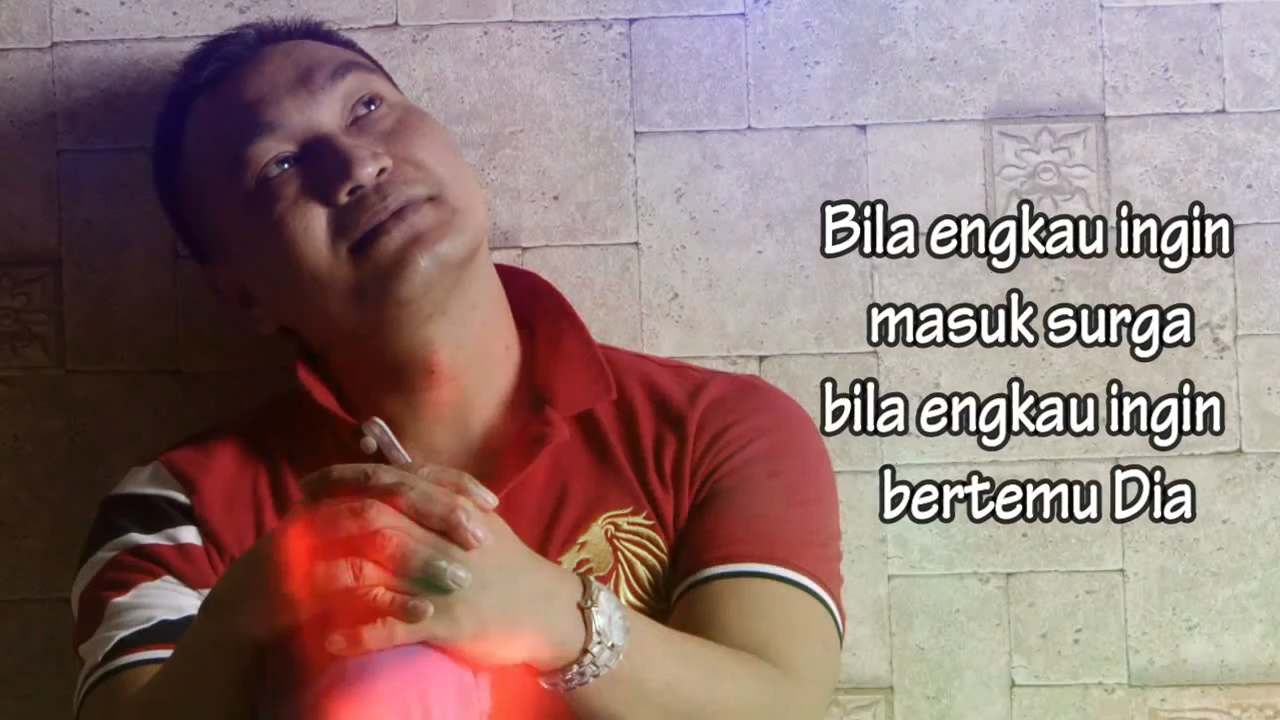 Bila engkau ingin
masuk surga
bila engkau ingin
bertemu Dia